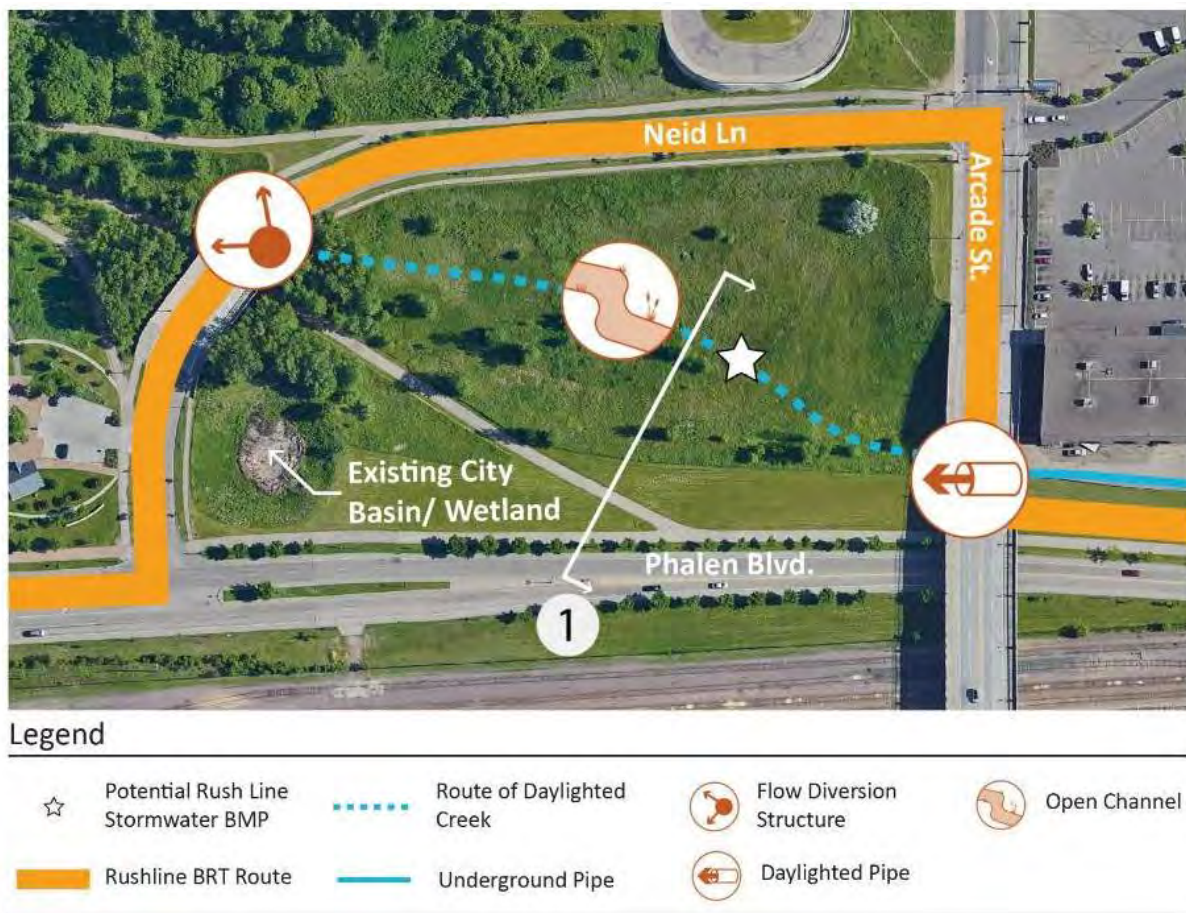 Neid Ln
Arcade St.
Existing City
Basin/ Wetland
Phalen Blvd.
1
Legend
Potential Rush Line
Stormwater BMP
Route of Daylighted
Creek
Flow Diversion
Structure
Open Channel
Rushline BRT Route
Underground Pipe
Daylighted Pipe